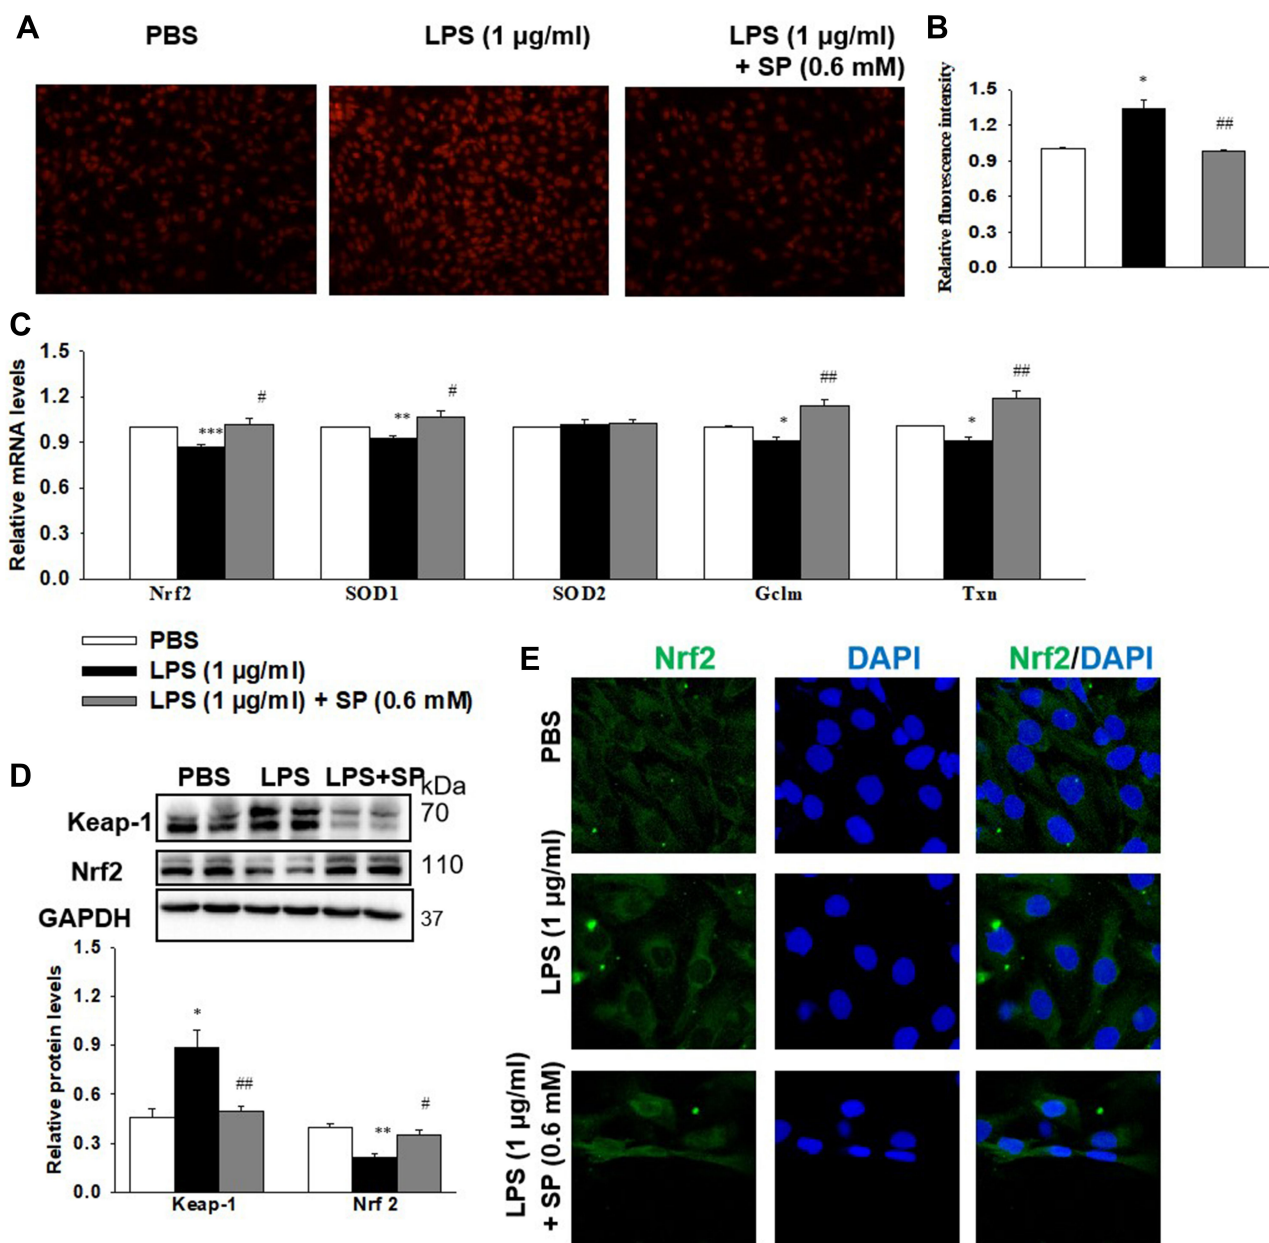 A
PBS
LPS (1 µg/ml)
LPS (1 µg/ml)
+ SP (0.6 mM)
B
Relative fluorescence intensity
1.5
1.2
0.9
0.6
0.3
0.0
*
##
C
Relative mRNA levels
1.5
1.2
0.9
0.6
0.3
0.0
***
#
**
#
*
##
*
##
Nrf2
SOD1
SOD2
Gclm
Txn
PBS
LPS (1 µg/ml)
LPS (1 µg/ml) + SP (0.6 mM)
D
PBS
LPS
LPS+SP
kDa
Keap-1
70
Nrf2
110
GAPDH
37
Relative protein levels
1.5
1.2
0.9
0.6
0.3
0.0
*
##
**
#
Keap-1
Nrf 2
E
Nrf2
DAPI
Nrf2/DAPI
PBS
LPS (1 µg/ml)
LPS (1 µg/ml)
+ SP (0.6 mM)